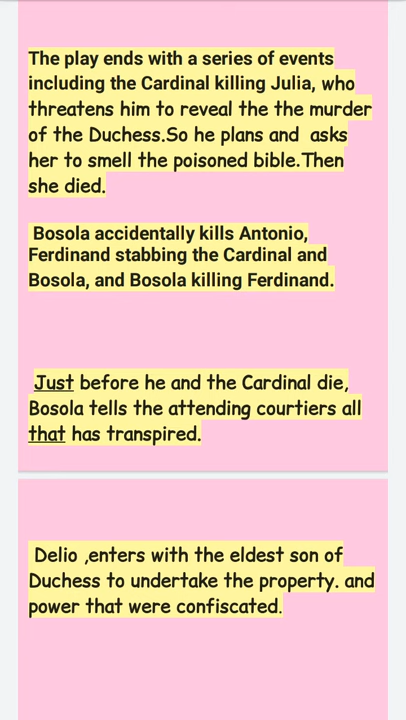 The play ends with a series of events
including the Cardinal killing Julia, who
threatens him to reveal the the murder
of the Duchess.So he plans and  asks
her to smell the poisoned bible.Then
she died.
Bosola accidentally kills Antonio,
Ferdinand stabbing the Cardinal and
Bosola, and Bosola killing Ferdinand.
Just before he and the Cardinal die,
Bosola tells the attending courtiers all
that has transpired.
Delio ,enters with the eldest son of
Duchess to undertake the property. and
power that were confiscated.